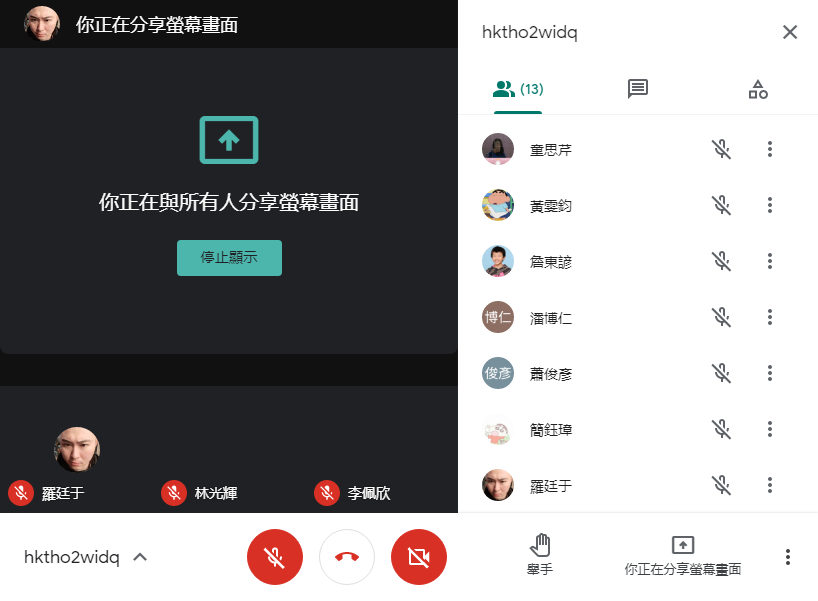 你正在分享螢幕畫面
你正在與所有人分享螢幕畫面
停止顯示
羅廷于
林光輝
李佩欣
hktho2widq
hktho2widq
(13)
童思芹
黃雯鈞
詹東諺
博仁
潘博仁
俊彥
蕭俊彥
簡鈺璋
羅廷于
舉手
你正在分享螢幕畫面